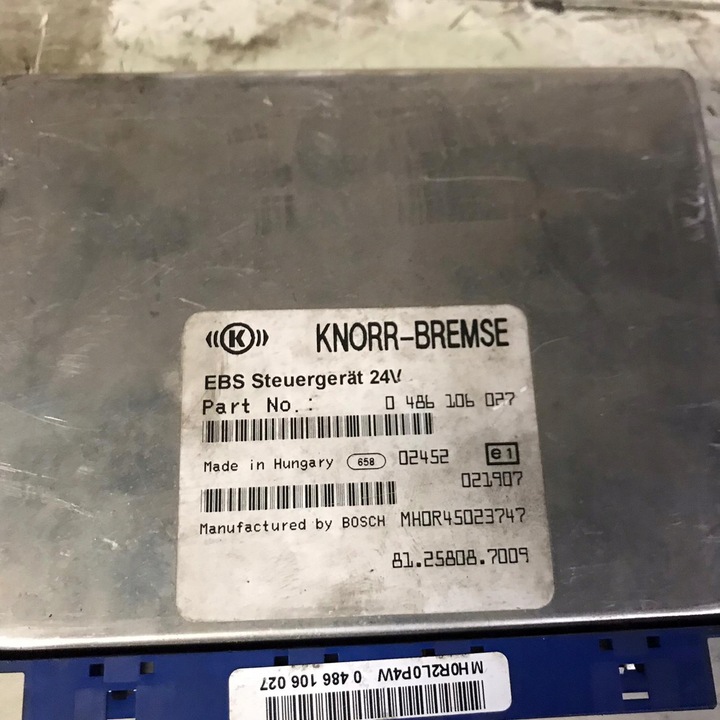 K KNORR-BREMSE
EBS Steuergerät 24V
Part No.: 0 486 106 027
Made in Hungary 658 02452 e1
021907
Manufactured by BOSCH MH0R45023747
81.25808.7009
MH0R2L0P4W 0 486 106 027